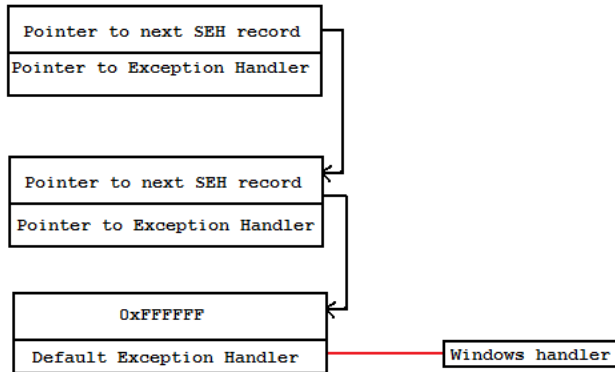 Pointer to next SEH record
Pointer to Exception Handler
Pointer to next SEH record
Pointer to Exception Handler
0xFFFFFF
Default Exception Handler
Windows handler